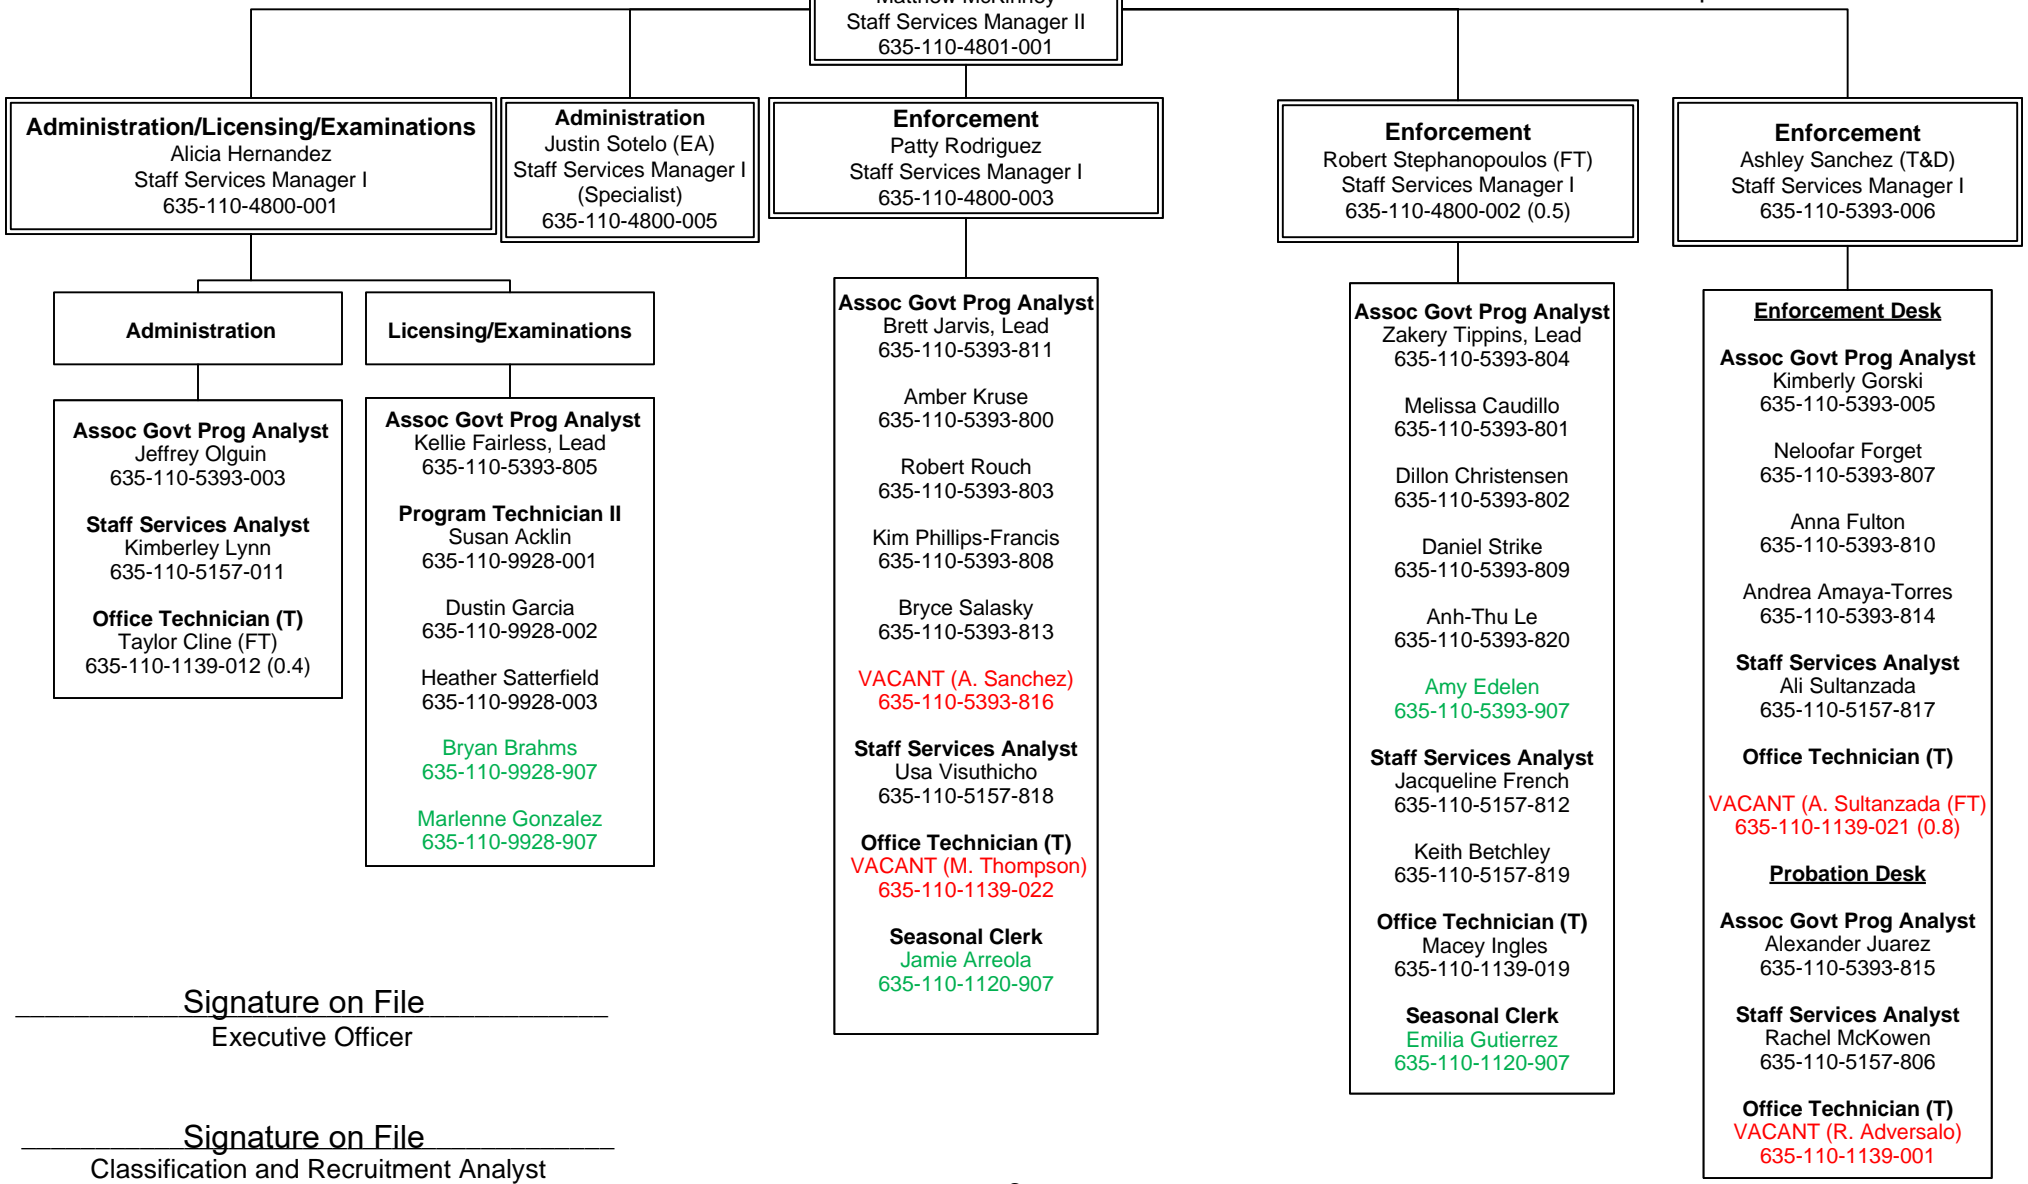 Matthew McKinney
Staff Services Manager II
635-110-4801-001
Administration/Licensing/Examinations
Alicia Hernandez
Staff Services Manager I
635-110-4800-001
Administration
Justin Sotelo (EA)
Staff Services Manager I
(Specialist)
635-110-4800-005
Enforcement
Patty Rodriguez
Staff Services Manager I
635-110-4800-003
Enforcement
Robert Stephanopoulos (FT)
Staff Services Manager I
635-110-4800-002 (0.5)
Enforcement
Ashley Sanchez (T&D)
Staff Services Manager I
635-110-5393-006
Administration
Assoc Govt Prog Analyst
Jeffrey Olguin
635-110-5393-003
Staff Services Analyst
Kimberley Lynn
635-110-5157-011
Office Technician (T)
Taylor Cline (FT)
635-110-1139-012 (0.4)
Licensing/Examinations
Assoc Govt Prog Analyst
Kellie Fairless, Lead
635-110-5393-805
Program Technician II
Susan Acklin
635-110-9928-001
Dustin Garcia
635-110-9928-002
Heather Satterfield
635-110-9928-003
Bryan Brahms
635-110-9928-907
Marlenne Gonzalez
635-110-9928-907
Assoc Govt Prog Analyst
Brett Jarvis, Lead
635-110-5393-811
Amber Kruse
635-110-5393-800
Robert Rouch
635-110-5393-803
Kim Phillips-Francis
635-110-5393-808
Bryce Salasky
635-110-5393-813
VACANT (A. Sanchez)
635-110-5393-816
Staff Services Analyst
Usa Visuthicho
635-110-5157-818
Office Technician (T)
VACANT (M. Thompson)
635-110-1139-022
Seasonal Clerk
Jamie Arreola
635-110-1120-907
Assoc Govt Prog Analyst
Zakery Tippins, Lead
635-110-5393-804
Melissa Caudillo
635-110-5393-801
Dillon Christensen
635-110-5393-802
Daniel Strike
635-110-5393-809
Anh-Thu Le
635-110-5393-820
Amy Edelen
635-110-5393-907
Staff Services Analyst
Jacqueline French
635-110-5157-812
Keith Betchley
635-110-5157-819
Office Technician (T)
Macey Ingles
635-110-1139-019
Seasonal Clerk
Emilia Gutierrez
635-110-1120-907
Enforcement Desk
Assoc Govt Prog Analyst
Kimberly Gorski
635-110-5393-005
Neloofar Forget
635-110-5393-807
Anna Fulton
635-110-5393-810
Andrea Amaya-Torres
635-110-5393-814
Staff Services Analyst
Ali Sultanzada
635-110-5157-817
Office Technician (T)
VACANT (A. Sultanzada (FT)
635-110-1139-021 (0.8)
Probation Desk
Assoc Govt Prog Analyst
Alexander Juarez
635-110-5393-815
Staff Services Analyst
Rachel McKowen
635-110-5157-806
Office Technician (T)
VACANT (R. Adversalo)
635-110-1139-001
Signature on File
Executive Officer
Signature on File
Classification and Recruitment Analyst